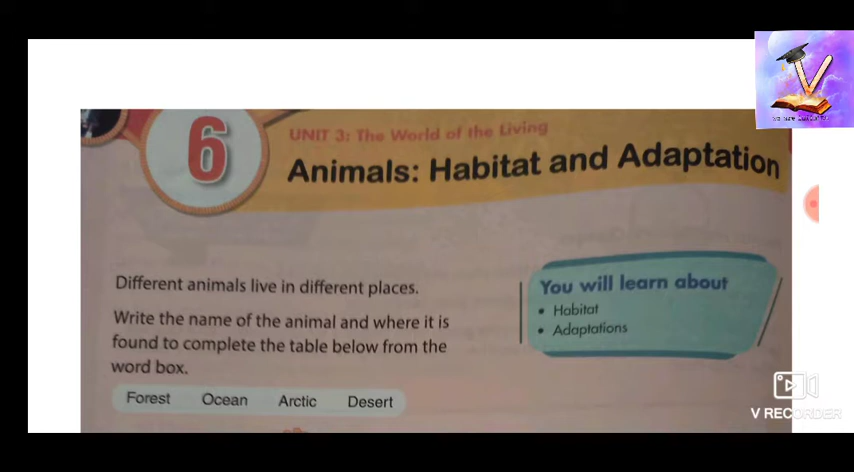 6
UNIT 3: The World of the Living
Animals: Habitat and Adaptation
Different animals live in different places.
Write the name of the animal and where it is
found to complete the table below from the
word box.
Forest Ocean Arctic Desert
You will learn about
• Habitat
• Adaptations
V
V RECORDER